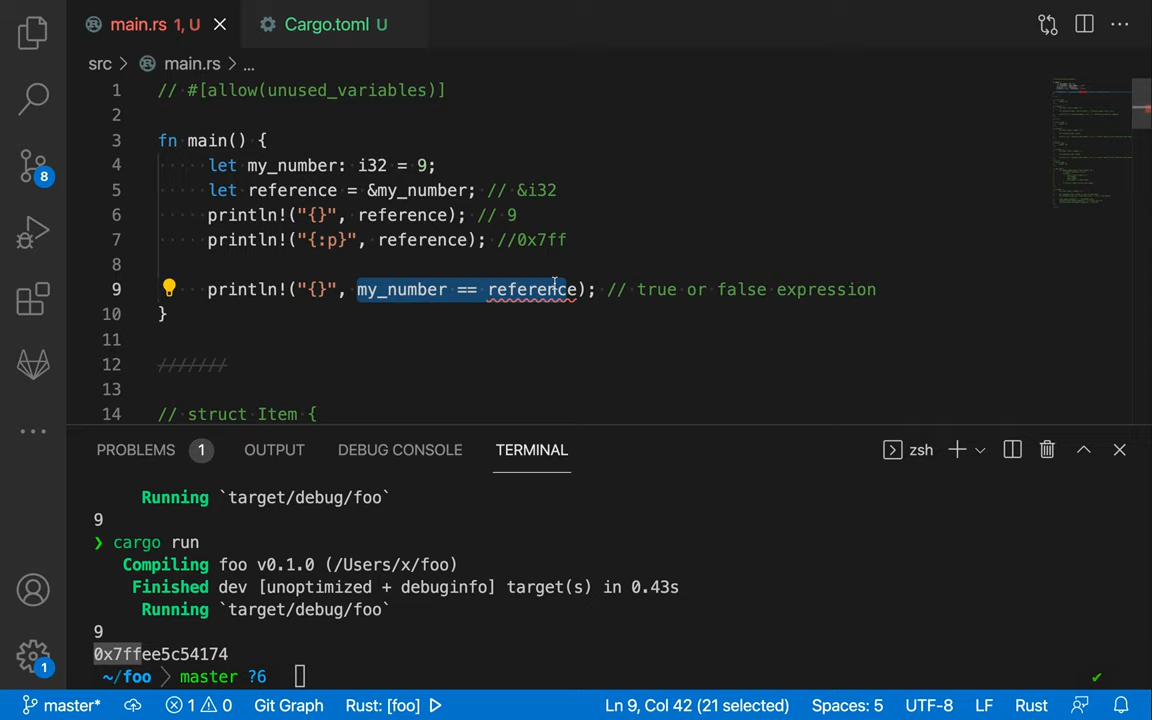 main.rs 1, U
Cargo.toml U
src > main.rs > ...
1 // #[allow(unused_variables)]
2
3 fn main() {
4 let my_number: i32 = 9;
5 let reference = &my_number; // &i32
6 println!("{}", reference); // 9
7 println!("{:p}", reference); //0x7ff
8
9 println!("{}", my_number == reference); // true or false expression
10 }
11
12 ///////
13
14 // struct Item {
8
PROBLEMS 1 OUTPUT DEBUG CONSOLE TERMINAL
zsh
Running `target/debug/foo`
9
❯ cargo run
Compiling foo v0.1.0 (/Users/x/foo)
Finished dev [unoptimized + debuginfo] target(s) in 0.43s
Running `target/debug/foo`
9
0x7ffee5c54174
~/foo > master ?6
1
master* 1 0 Git Graph Rust: [foo] Ln 9, Col 42 (21 selected) Spaces: 5 UTF-8 LF Rust